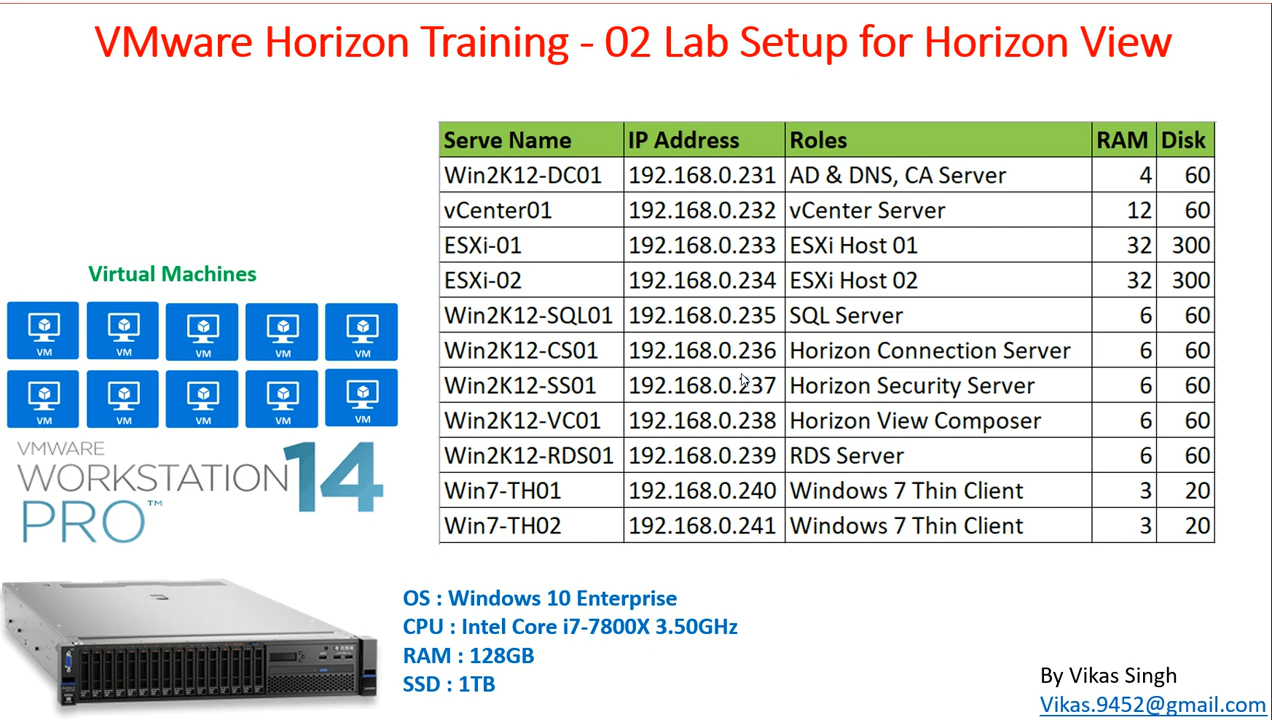 VMware Horizon Training - 02 Lab Setup for Horizon View
Serve Name IP Address Roles RAM Disk
Win2K12-DC01 192.168.0.231 AD & DNS, CA Server 4 60
vCenter01 192.168.0.232 vCenter Server 12 60
ESXi-01 192.168.0.233 ESXi Host 01 32 300
ESXi-02 192.168.0.234 ESXi Host 02 32 300
Win2K12-SQL01 192.168.0.235 SQL Server 6 60
Win2K12-CS01 192.168.0.236 Horizon Connection Server 6 60
Win2K12-SS01 192.168.0.237 Horizon Security Server 6 60
Win2K12-VC01 192.168.0.238 Horizon View Composer 6 60
Win2K12-RDS01 192.168.0.239 RDS Server 6 60
Win7-TH01 192.168.0.240 Windows 7 Thin Client 3 20
Win7-TH02 192.168.0.241 Windows 7 Thin Client 3 20
Virtual Machines
VM VM VM VM VM
VM VM VM VM VM
VMWARE
WORKSTATION 14
PRO™
OS : Windows 10 Enterprise
CPU : Intel Core i7-7800X 3.50GHz
RAM : 128GB
SSD : 1TB
By Vikas Singh
Vikas.9452@gmail.com